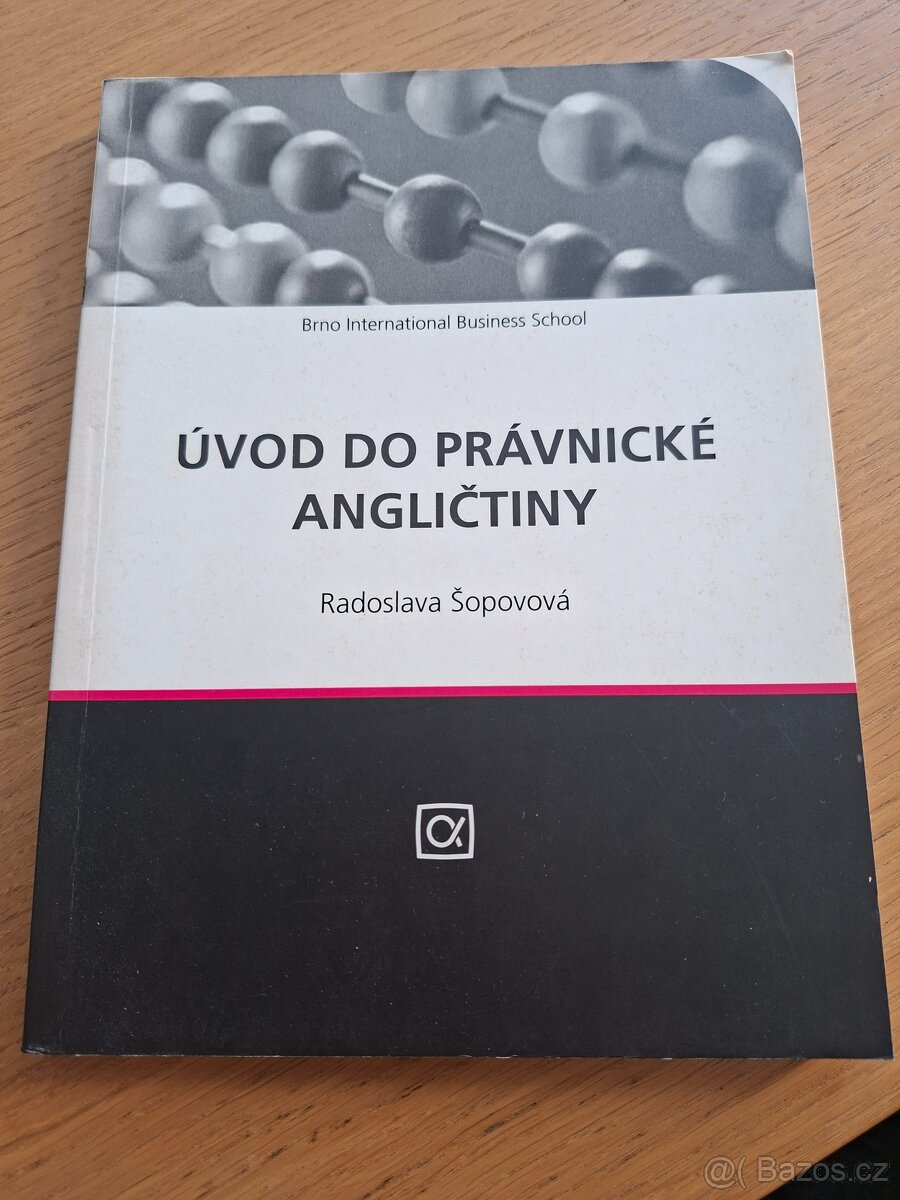 Brno International Business School
ÚVOD DO PRÁVNICKÉ
ANGLIČTINY
Radoslava Šopovová
@( Bazos.cz